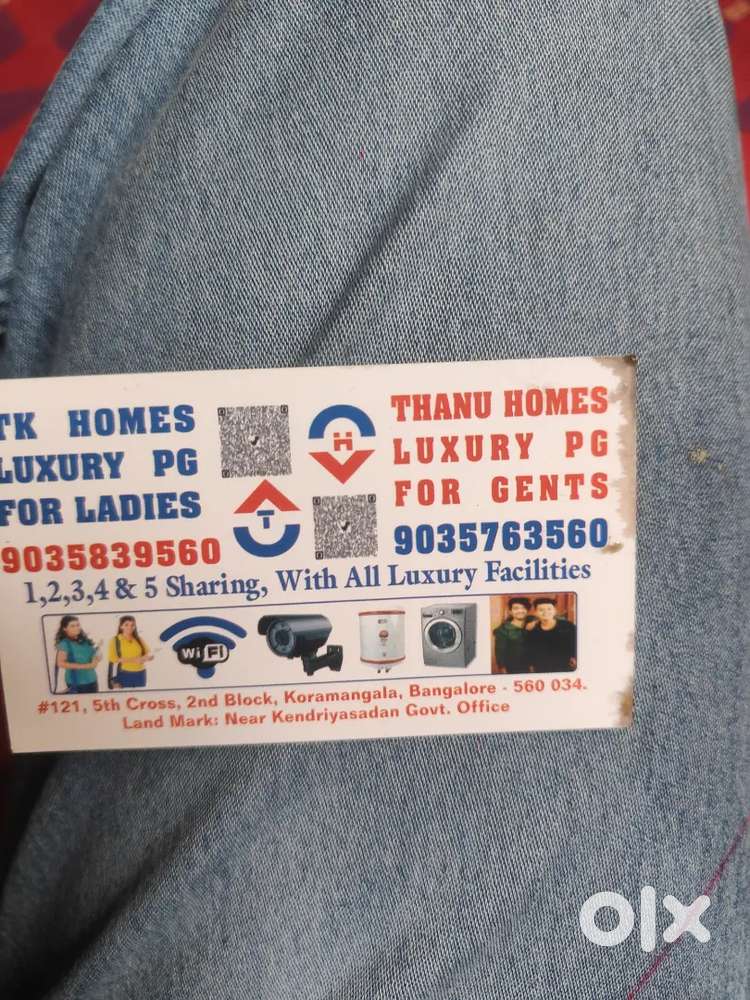 TK HOMES
LUXURY PG
FOR LADIES
9035839560
H
T
THANU HOMES
LUXURY PG
FOR GENTS
9035763560
1,2,3,4 & 5 Sharing, With All Luxury Facilities
WiFi
#121, 5th Cross, 2nd Block, Koramangala, Bangalore - 560 034.
Land Mark: Near Kendriyasadan Govt. Office
olx